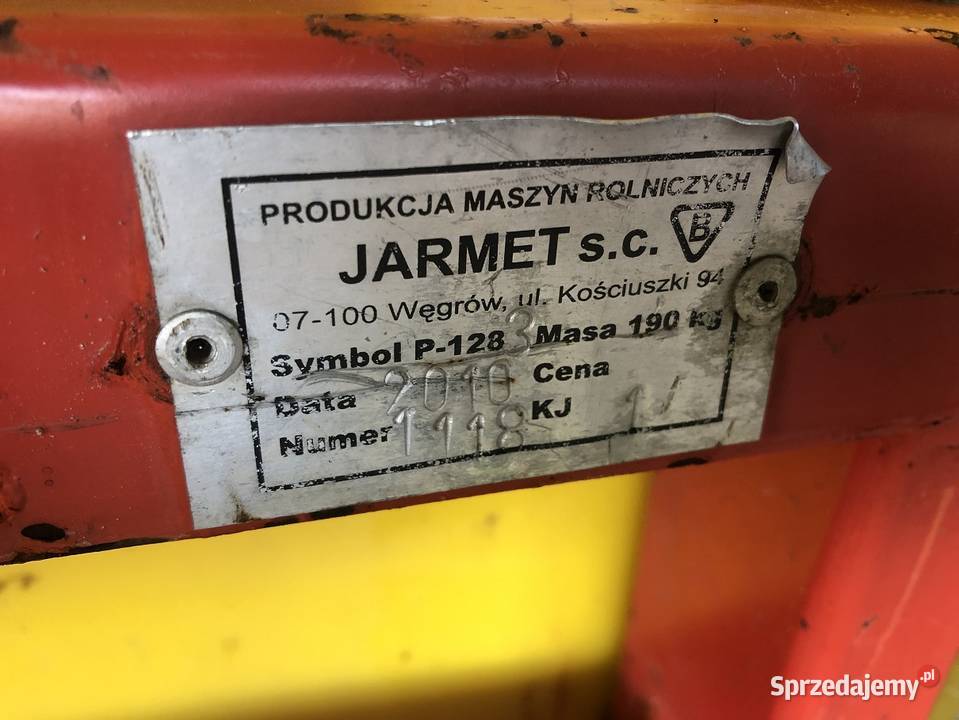 PRODUKCJA MASZYN ROLNICZYCH
JARMET s.c. B
07-100 Węgrów, ul. Kościuszki 94
Symbol P-128 3 Masa 190 kg
Data 2010 Cena
Numer 1118 KJ 1
Sprzedajemy.pl